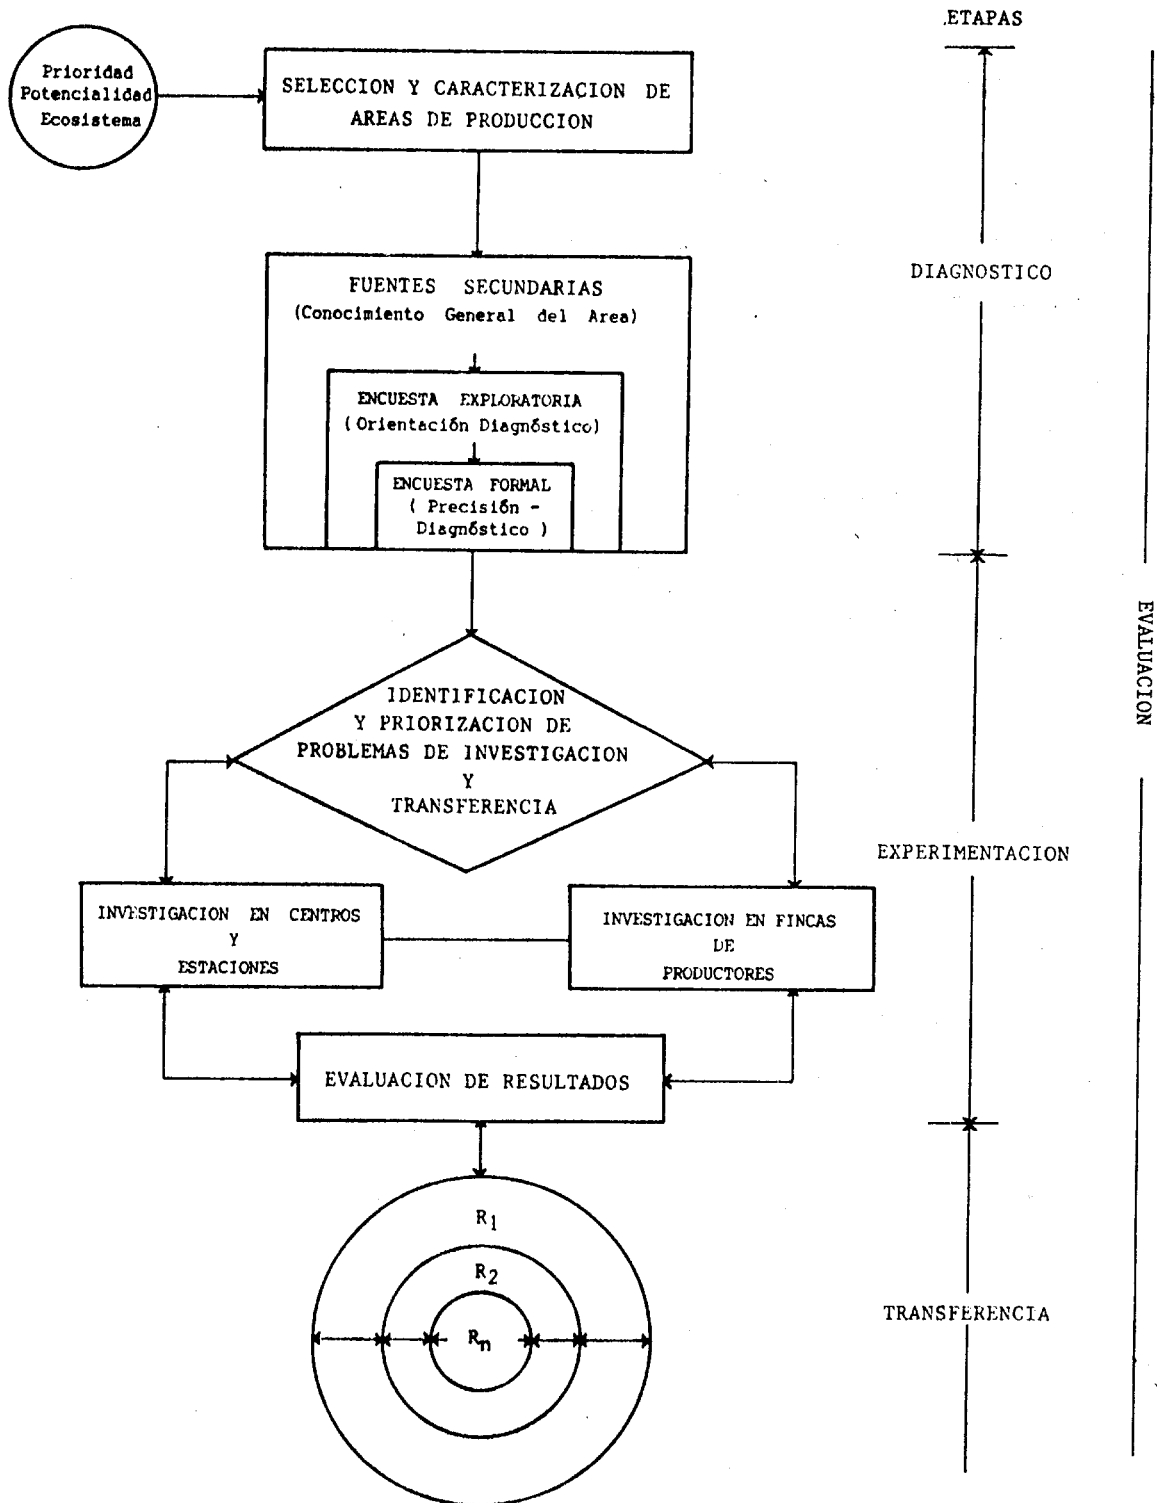 .ETAPAS
Prioridad
Potencialidad
Ecosistema
SELECCION Y CARACTERIZACION DE
AREAS DE PRODUCCION
DIAGNOSTICO
FUENTES SECUNDARIAS
(Conocimiento General del Area)
ENCUESTA EXPLORATORIA
(Orientación Diagnóstico)
ENCUESTA FORMAL
( Precisión -
Diagnóstico )
EVALUACION
IDENTIFICACION
Y PRIORIZACION DE
PROBLEMAS DE INVESTIGACION
Y
TRANSFERENCIA
EXPERIMENTACION
INVESTIGACION EN CENTROS
Y
ESTACIONES
INVESTIGACION EN FINCAS
DE
PRODUCTORES
EVALUACION DE RESULTADOS
R1
R2
Rn
TRANSFERENCIA